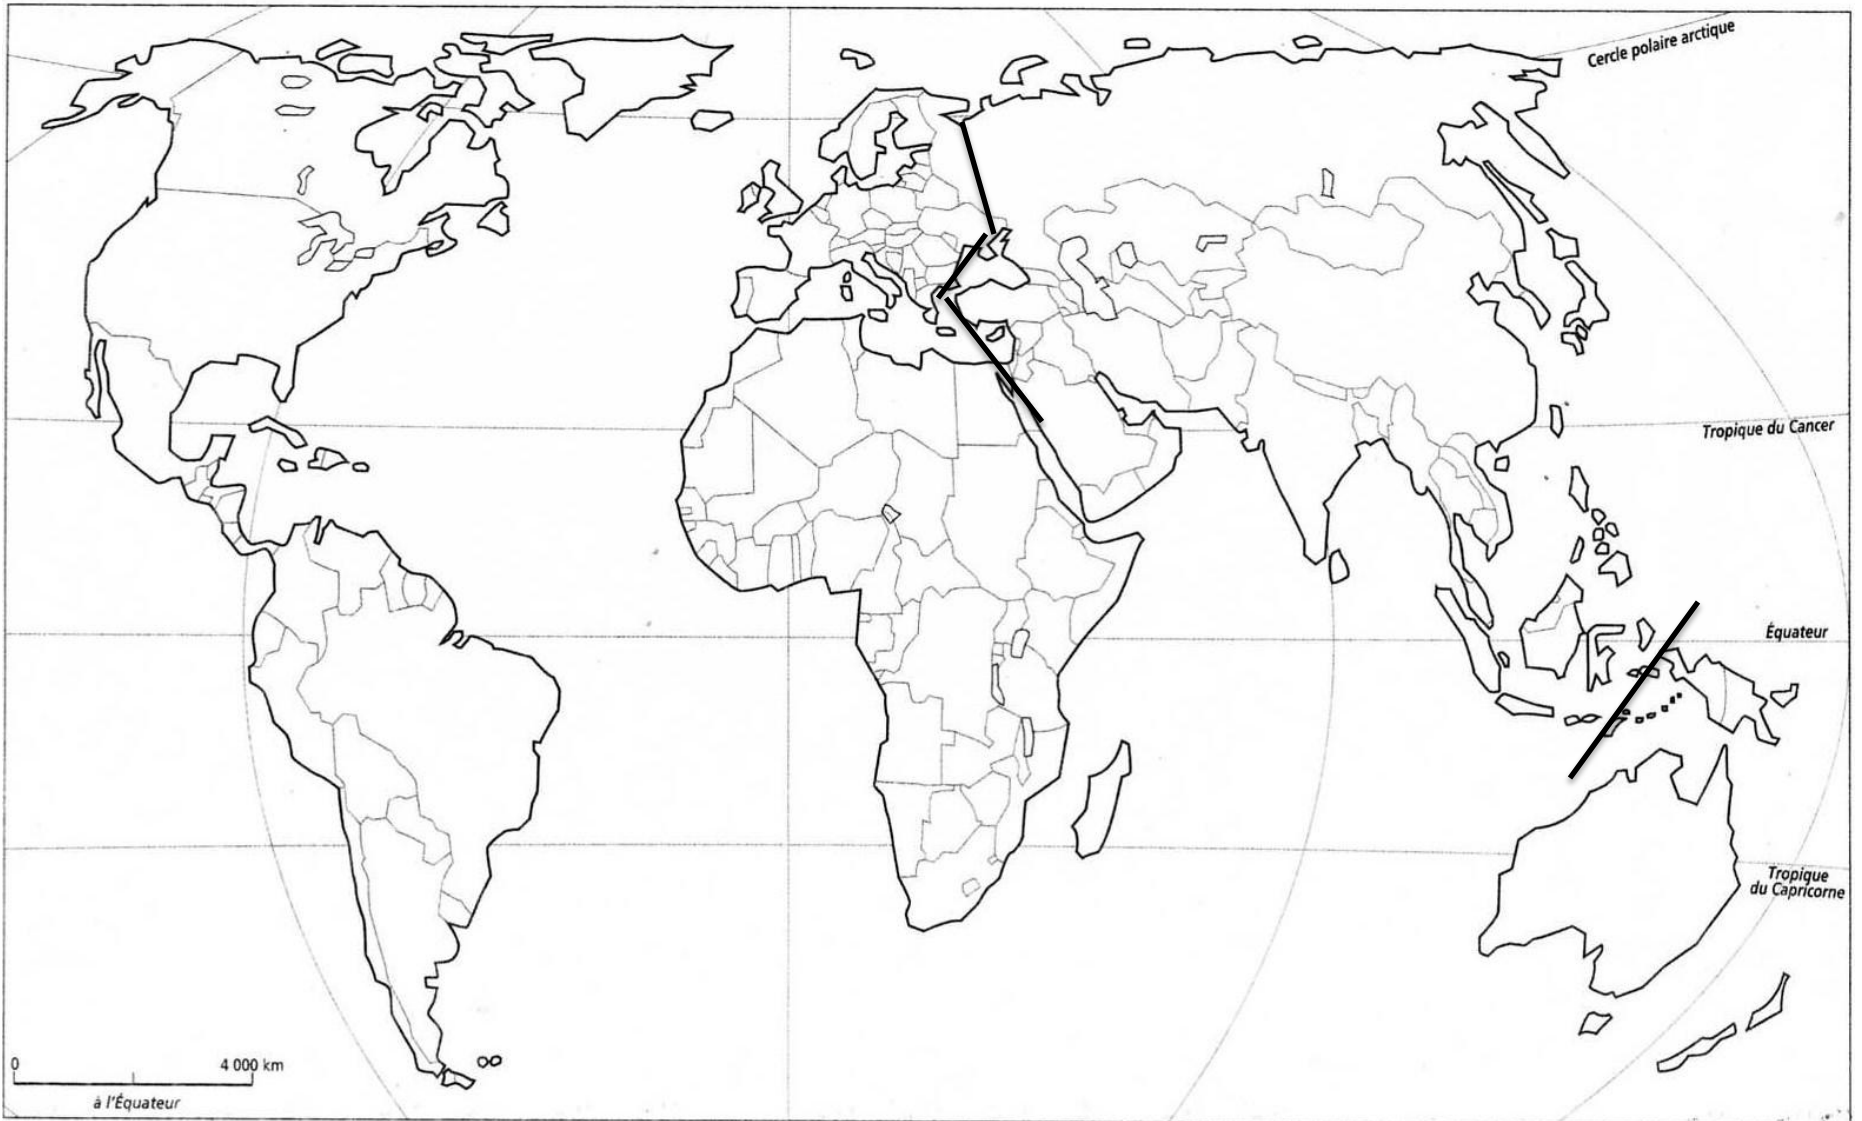 Cercle polaire arctique
Tropique du Cancer
Équateur
Tropique
du Capricorne
0 4 000 km
à l'Équateur